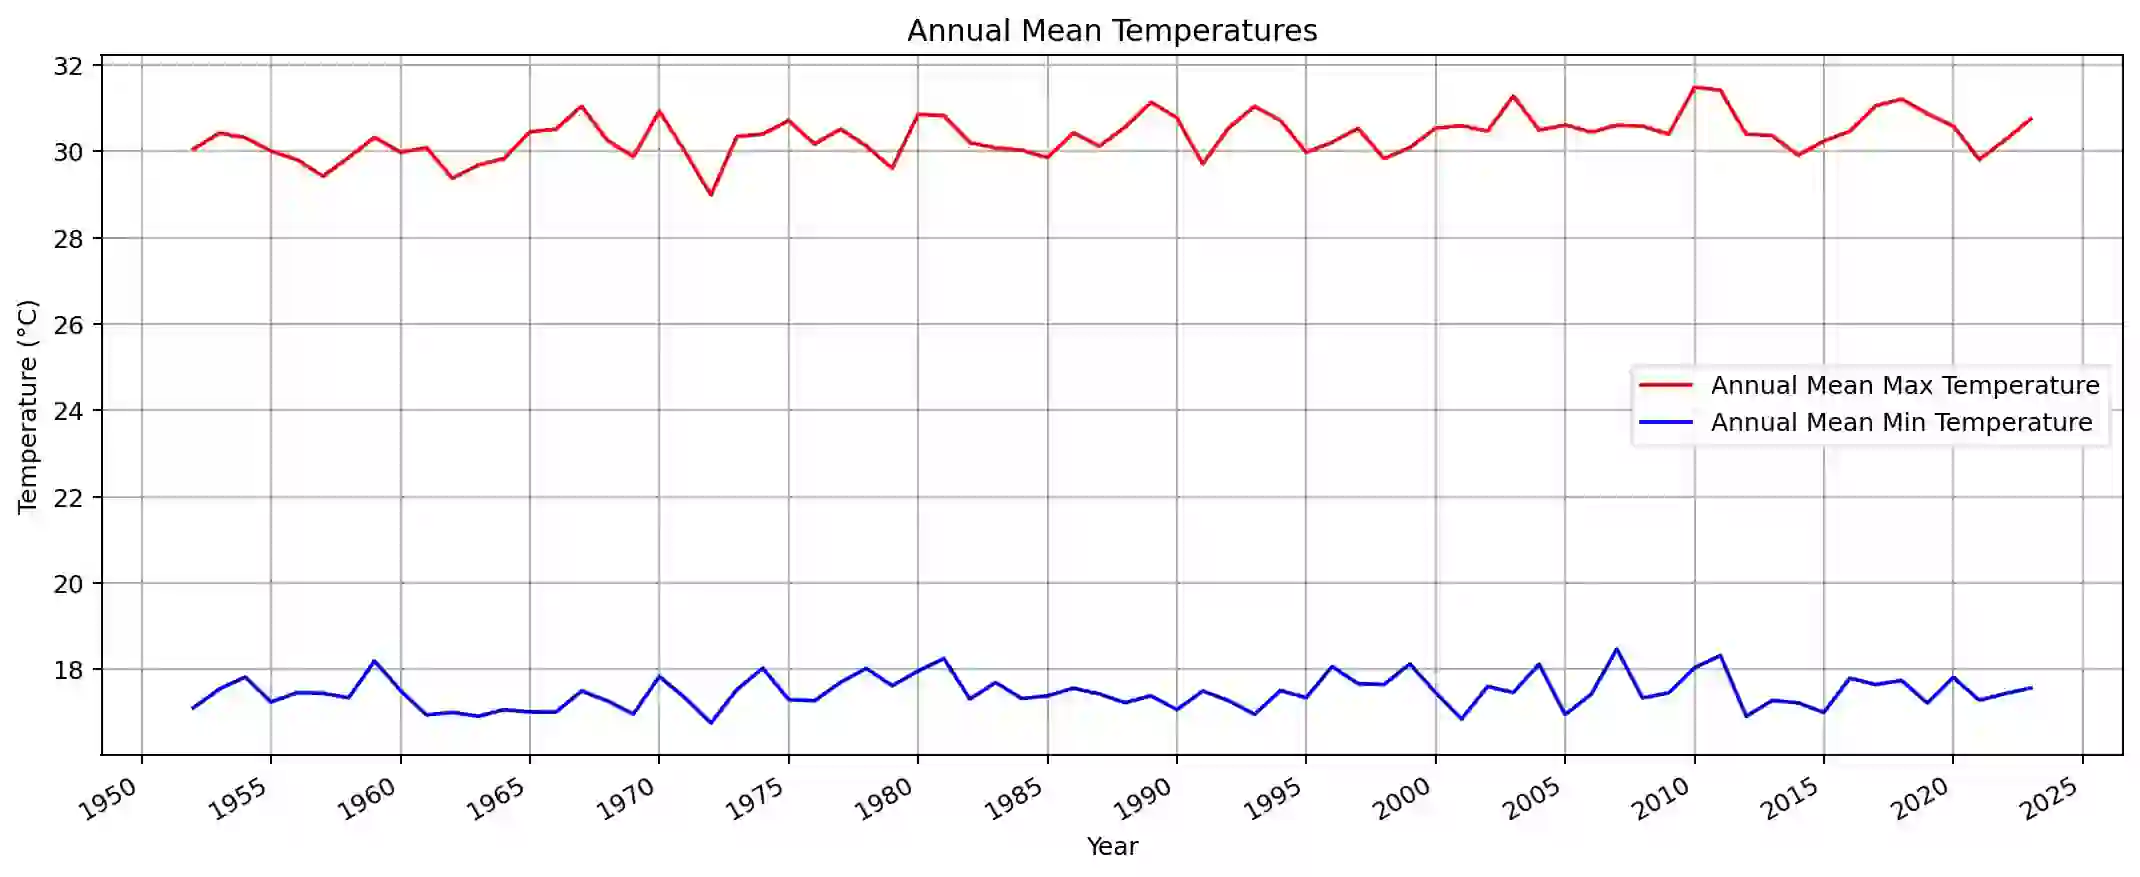 Annual Mean Temperatures
32
30
28
26
24
22
20
18
Temperature (°C)
Annual Mean Max Temperature
Annual Mean Min Temperature
1950 1955 1960 1965 1970 1975 1980 1985 1990 1995 2000 2005 2010 2015 2020 2025
Year